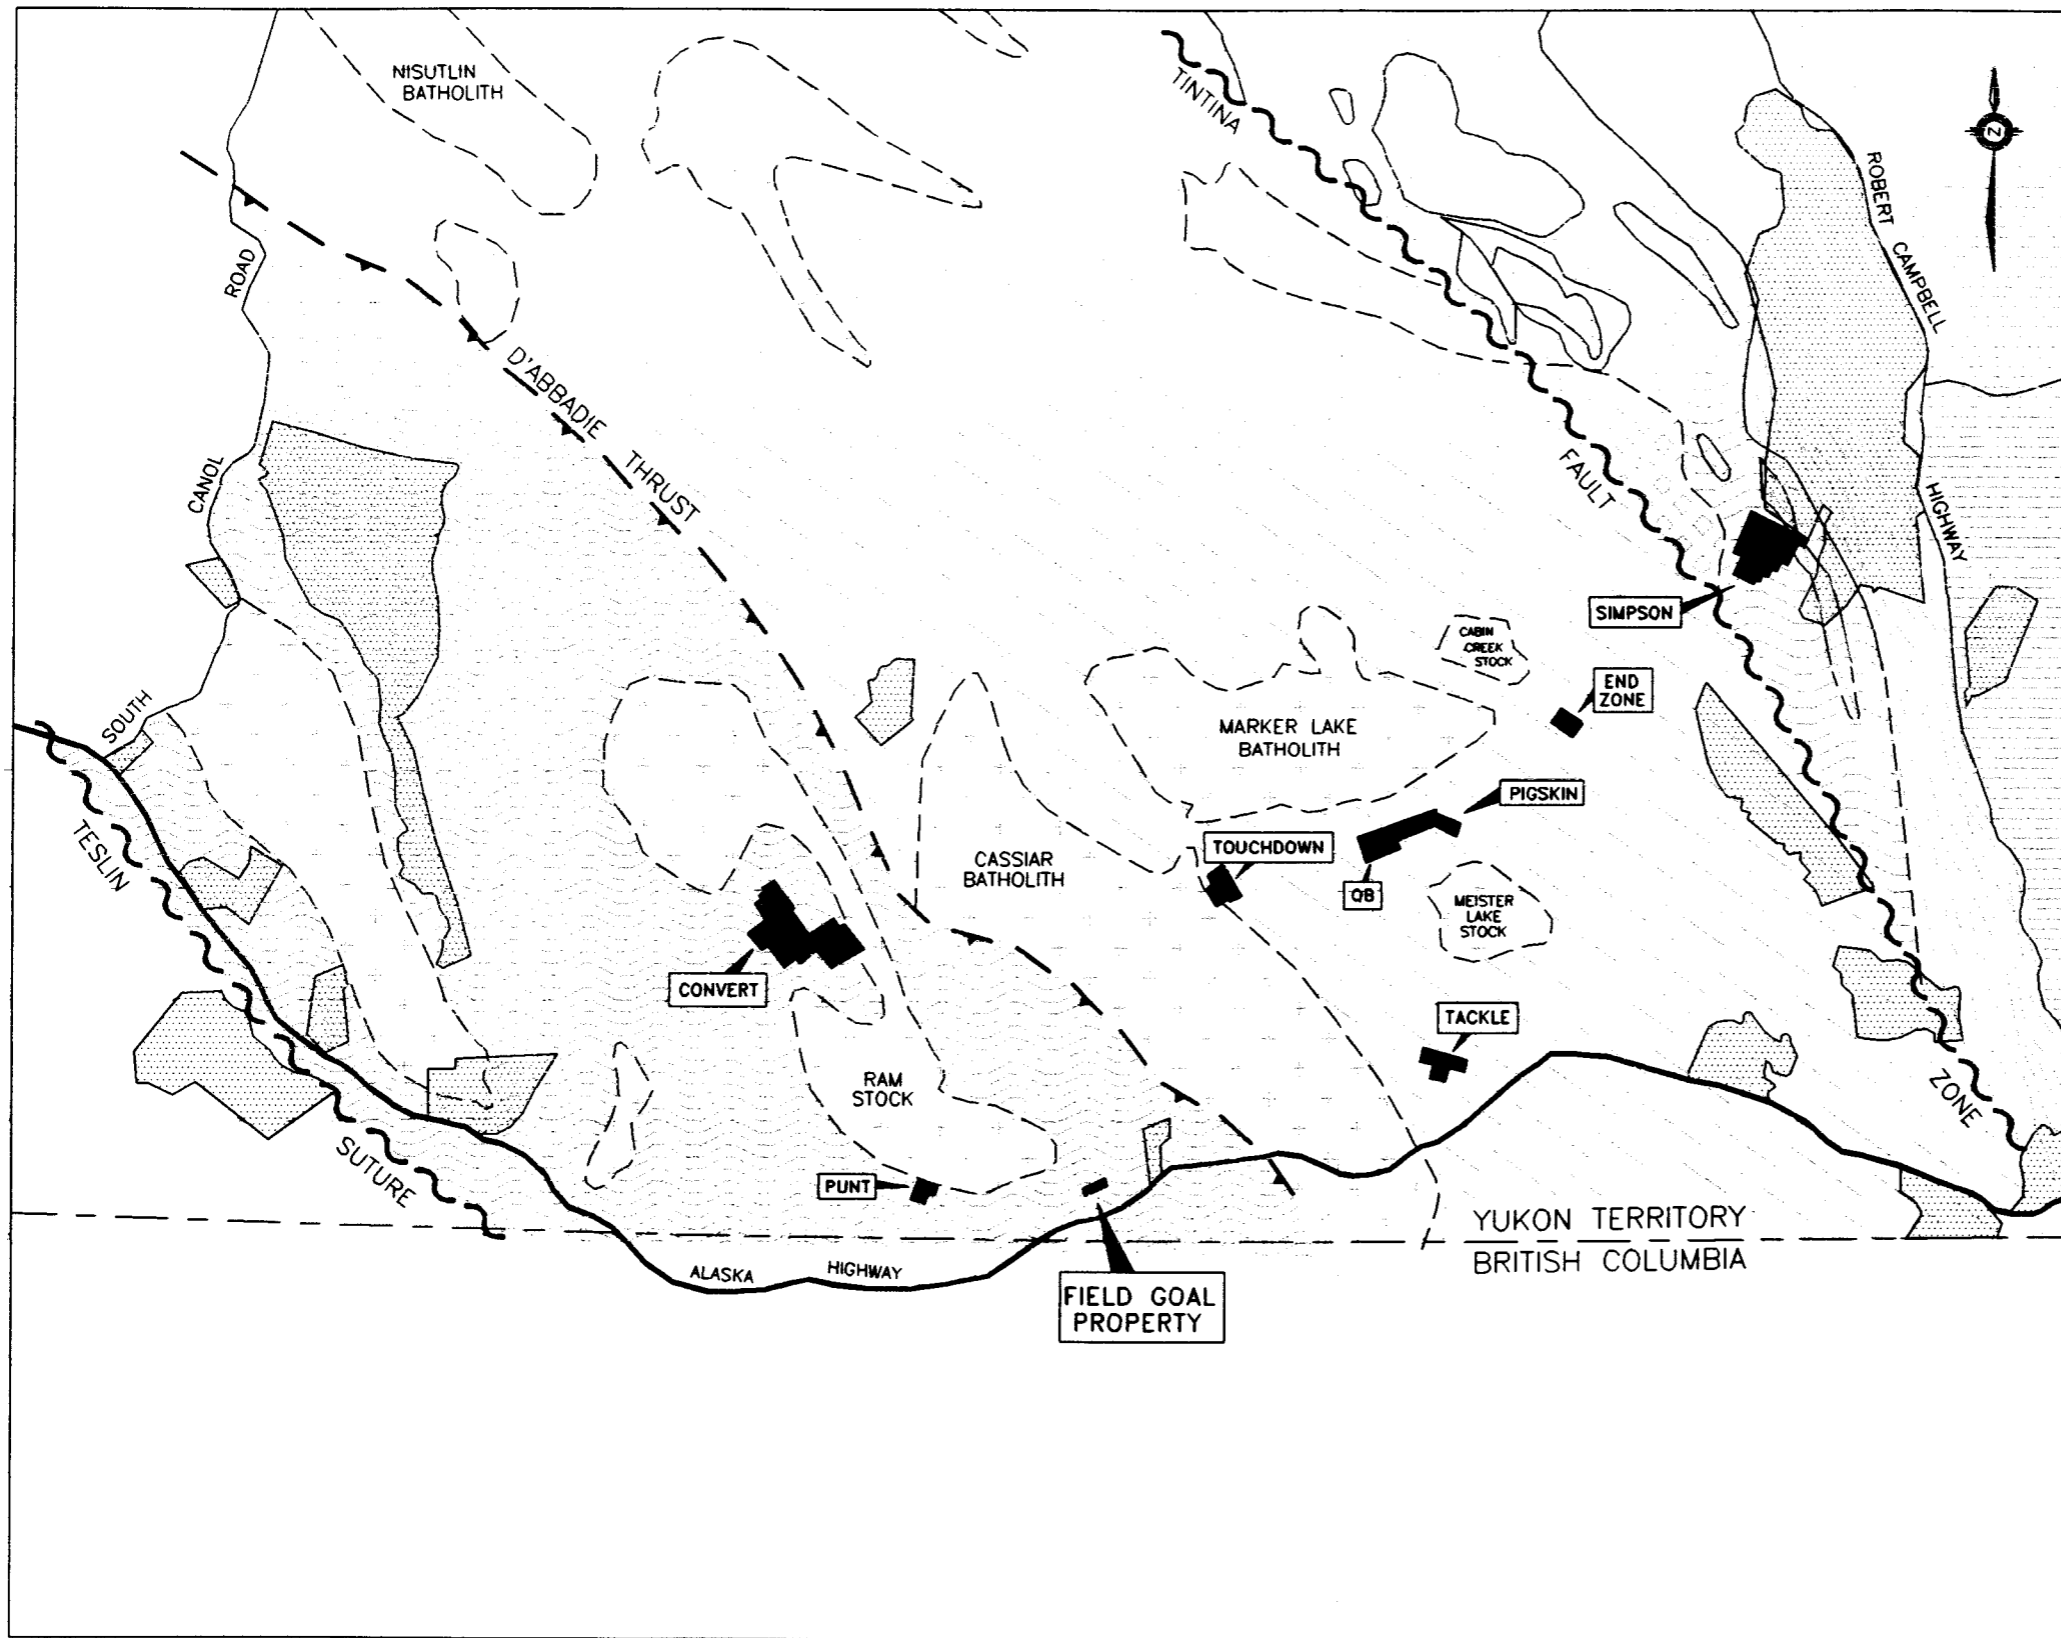 NISUTLIN
BATHOLITH
TINTINA
N
ROBERT CAMPBELL
ROAD
D'ABBADIE
THRUST
CANOL
FAULT
HIGHWAY
SIMPSON
CABIN
CREEK
STOCK
END
ZONE
SOUTH
MARKER LAKE
BATHOLITH
PIGSKIN
TESLIN
TOUCHDOWN
CASSIAR
BATHOLITH
QB
MEISTER
LAKE
STOCK
CONVERT
TACKLE
RAM
STOCK
ZONE
SUTURE
PUNT
YUKON TERRITORY
BRITISH COLUMBIA
ALASKA HIGHWAY
FIELD GOAL
PROPERTY